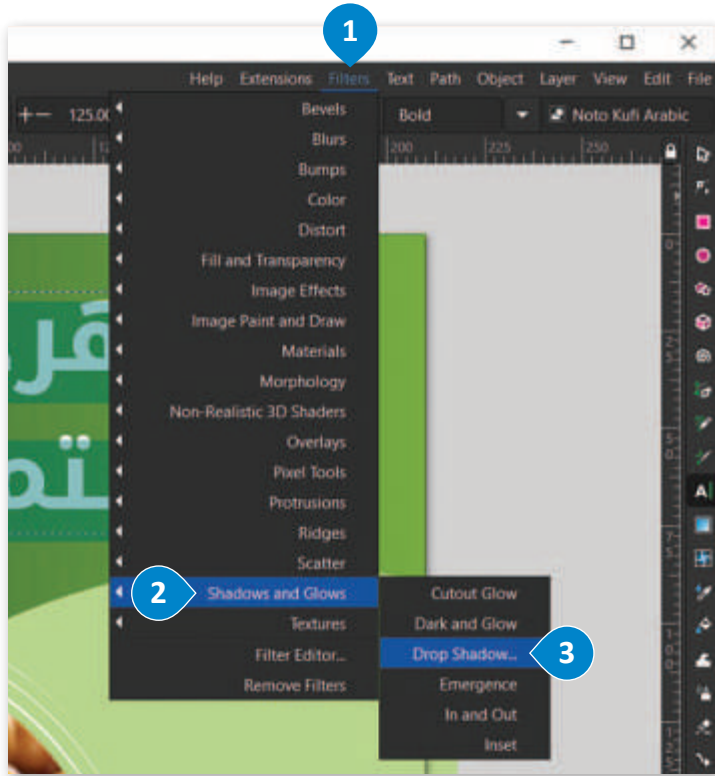 1
Help Extensions Filters Text Path Object Layer View Edit File
+− 125.00 Bold Noto Kufi Arabic
200 225 250
Bevels
Blurs
Bumps
Color
Distort
Fill and Transparency
Image Effects
Image Paint and Draw
Materials
Morphology
Non-Realistic 3D Shaders
Overlays
Pixel Tools
Protrusions
Ridges
Scatter
2 Shadows and Glows
Textures
Filter Editor...
Remove Filters
Cutout Glow
Dark and Glow
Drop Shadow... 3
Emergence
In and Out
Inset